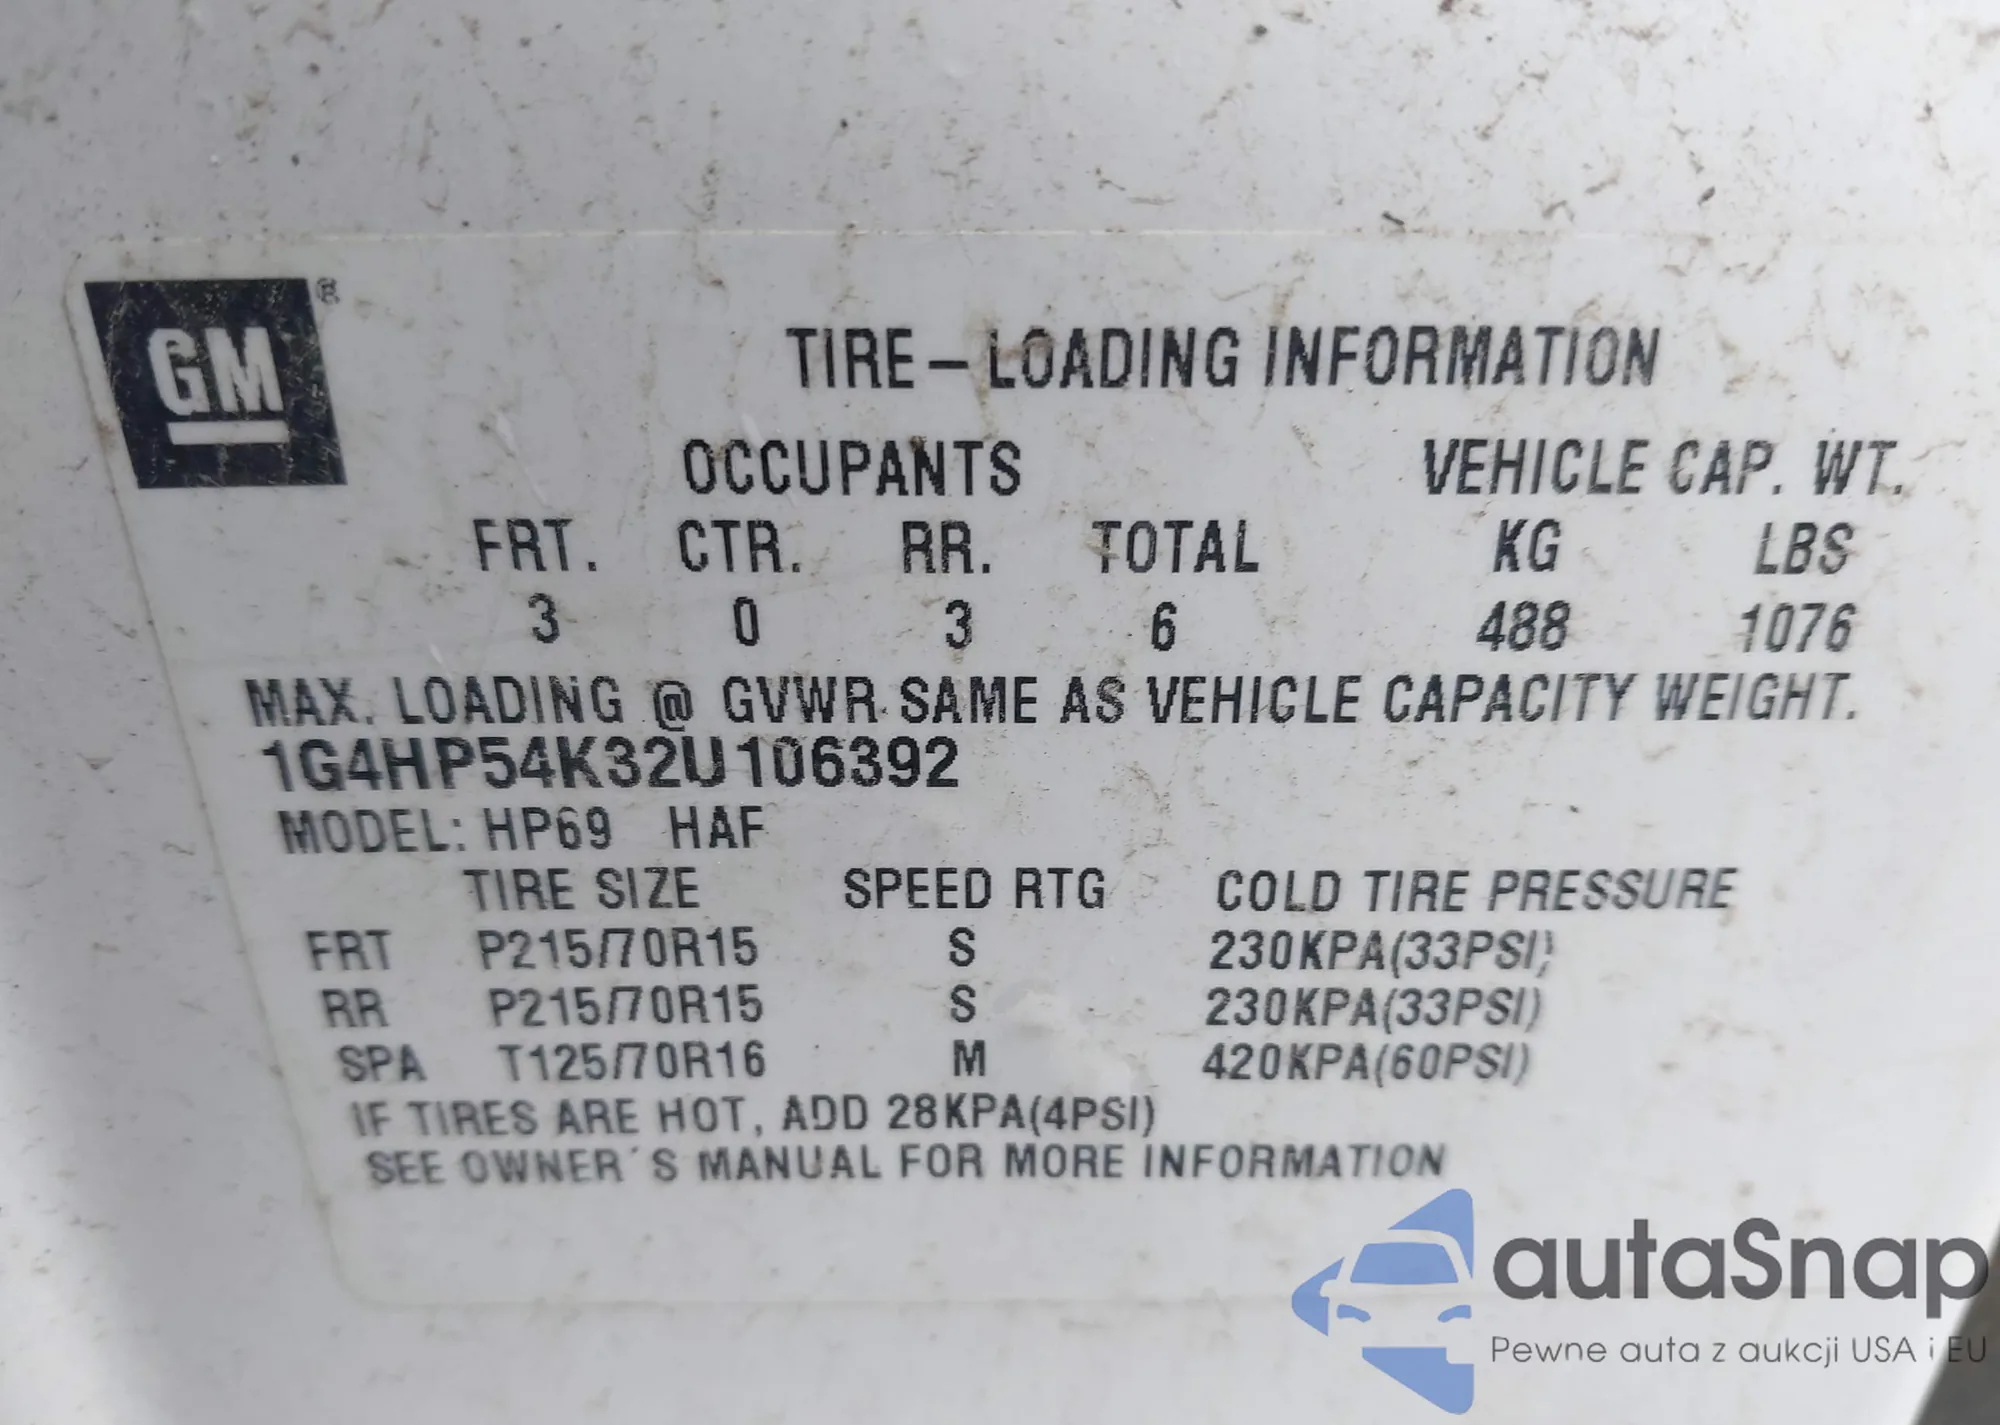 GM ®
TIRE – LOADING INFORMATION
OCCUPANTS VEHICLE CAP. WT.
FRT. CTR. RR. TOTAL KG LBS
3 0 3 6 488 1076
MAX. LOADING @ GVWR SAME AS VEHICLE CAPACITY WEIGHT.
1G4HP54K32U106392
MODEL: HP69 HAF
TIRE SIZE SPEED RTG COLD TIRE PRESSURE
FRT P215/70R15 S 230KPA(33PSI)
RR P215/70R15 S 230KPA(33PSI)
SPA T125/70R16 M 420KPA(60PSI)
IF TIRES ARE HOT, ADD 28KPA(4PSI)
SEE OWNER´S MANUAL FOR MORE INFORMATION
autaSnap
Pewne auta z aukcji USA i EU